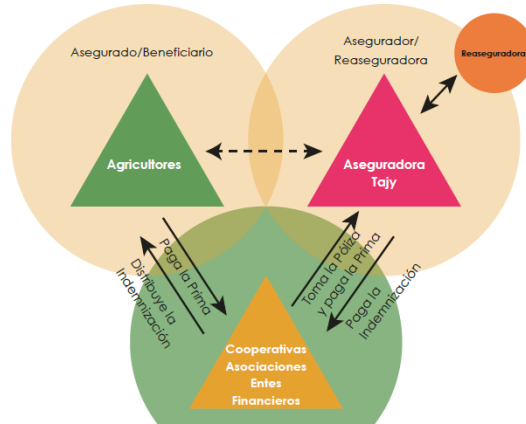 Asegurado/Beneficiario
Asegurador/
Reaseguradora
Reaseguradora
Agricultores
Aseguradora
Tajy
Distribuye la
Indemnización
Paga la Prima
Toma la Póliza
y paga la Prima
Paga la
Indemnización
Cooperativas
Asociaciones
Entes
Financieros